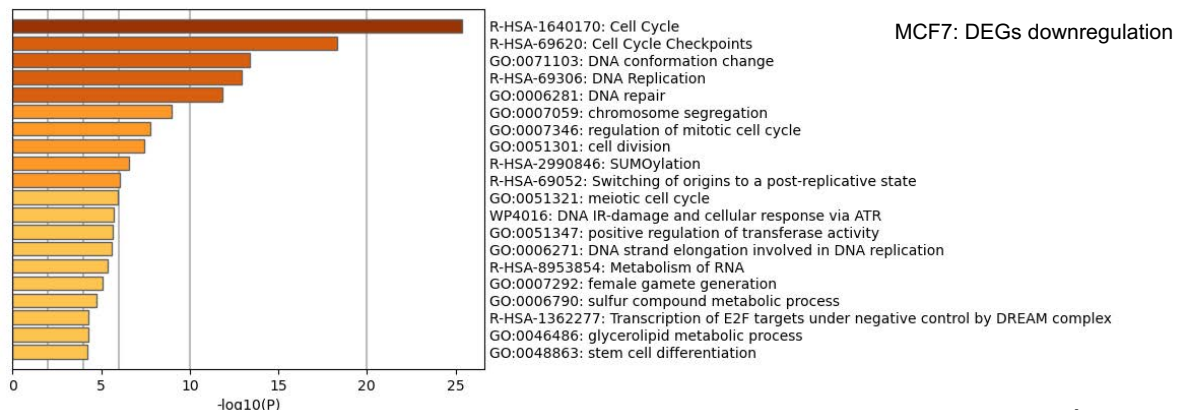 R-HSA-1640170: Cell Cycle
MCF7: DEGs downregulation
R-HSA-69620: Cell Cycle Checkpoints
GO:0071103: DNA conformation change
R-HSA-69306: DNA Replication
GO:0006281: DNA repair
GO:0007059: chromosome segregation
GO:0007346: regulation of mitotic cell cycle
GO:0051301: cell division
R-HSA-2990846: SUMOylation
R-HSA-69052: Switching of origins to a post-replicative state
GO:0051321: meiotic cell cycle
WP4016: DNA IR-damage and cellular response via ATR
GO:0051347: positive regulation of transferase activity
GO:0006271: DNA strand elongation involved in DNA replication
R-HSA-8953854: Metabolism of RNA
GO:0007292: female gamete generation
GO:0006790: sulfur compound metabolic process
R-HSA-1362277: Transcription of E2F targets under negative control by DREAM complex
GO:0046486: glycerolipid metabolic process
GO:0048863: stem cell differentiation
0 5 10 15 20 25
-log10(P)